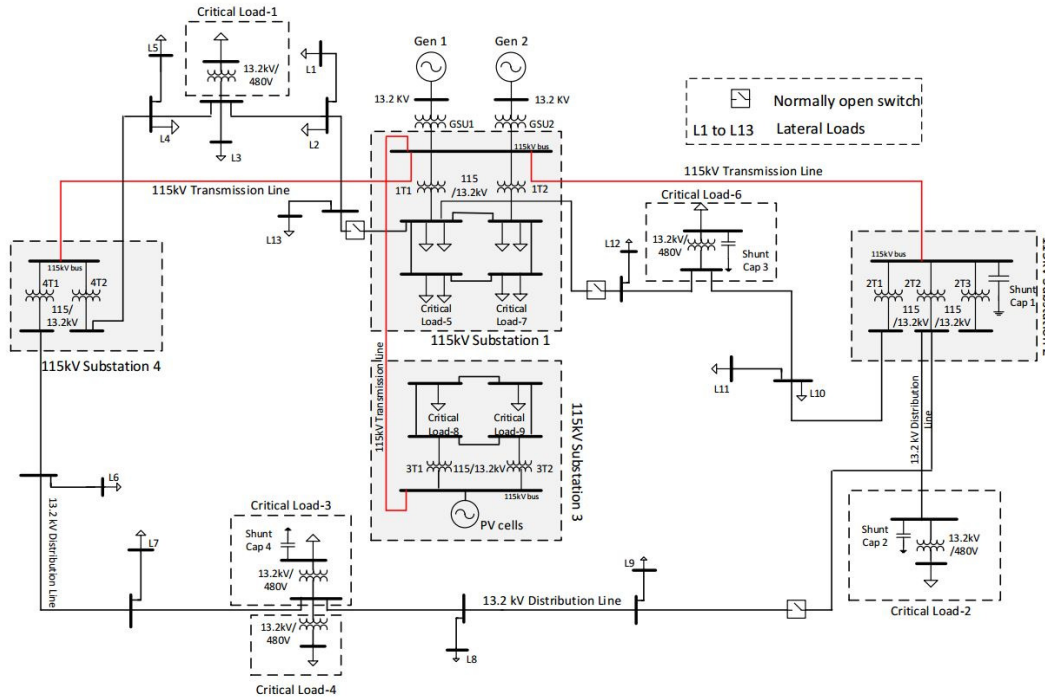 Critical Load-1
L5
13.2kV/
480V
L1
L4
L3
L2
Gen 1
Gen 2
13.2 KV
13.2 KV
GSU1
GSU2
Normally open switch
L1 to L13
Lateral Loads
115kV bus
115kV Transmission Line
115kV Transmission Line
1T1
115
/13.2kV
1T2
L13
Critical Load-6
13.2kV/
480V
Shunt
Cap 3
L12
115kV bus
4T1
4T2
115/
13.2kV
115kV Substation 4
Critical
Load-5
Critical
Load-7
115kV Substation 1
115kV bus
2T1
2T2
2T3
115
/13.2kV
115
/13.2kV
Shunt
Cap 1
115kV Transmission Line
Critical
Load-8
Critical
Load-9
3T1
115/13.2kV
3T2
115kV bus
PV cells
115kV Substation 3
L11
L10
13.2 kV Distribution
Line
L6
13.2 kV Distribution Line
L7
Critical Load-3
Shunt
Cap 4
13.2kV/
480V
13.2kV/
480V
Critical Load-4
L9
13.2 kV Distribution Line
L8
Shunt
Cap 2
13.2kV
/480V
Critical Load-2